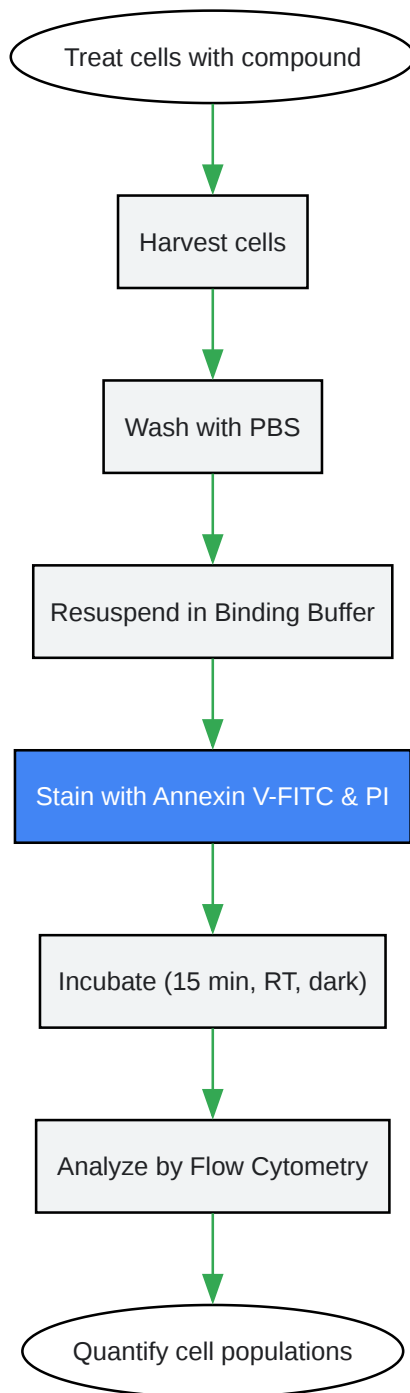 Treat cells with compound
Harvest cells
Wash with PBS
Resuspend in Binding Buffer
Stain with Annexin V-FITC & PI
Incubate (15 min, RT, dark)
Analyze by Flow Cytometry
Quantify cell populations